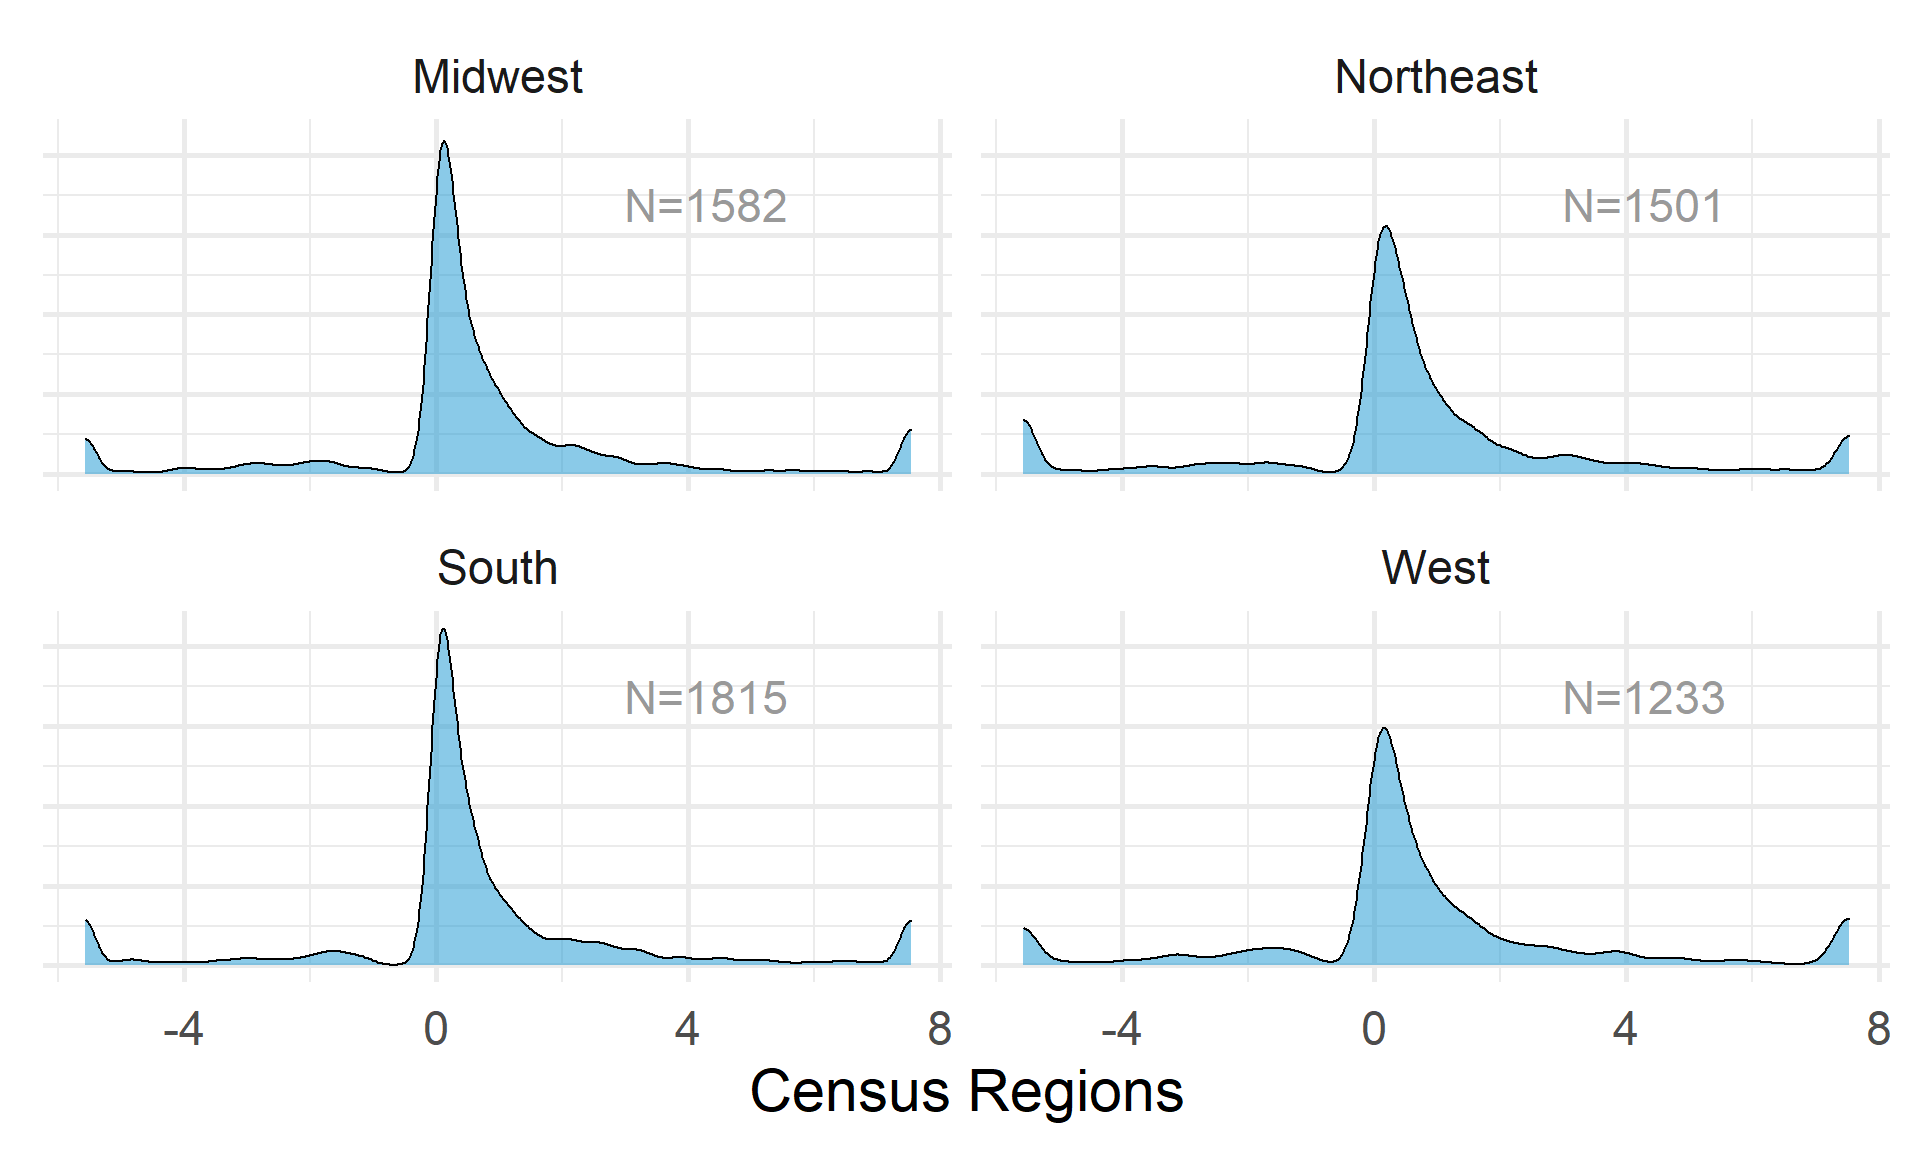 Midwest
Northeast
N=1582
N=1501
South
West
N=1815
N=1233
-4 0 4 8 -4 0 4 8
Census Regions